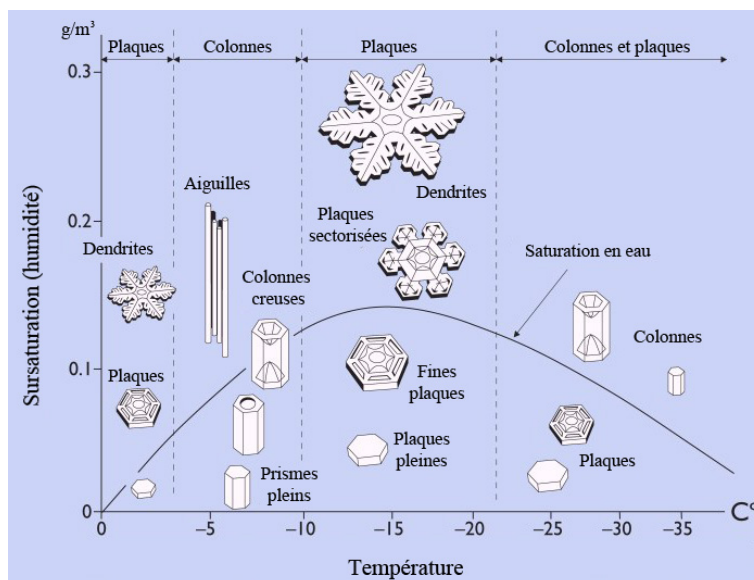 g/m³
Plaques
Colonnes
Plaques
Colonnes et plaques
0.3
Aiguilles
Dendrites
0.2
Plaques
sectorisées
Dendrites
Colonnes
creuses
Saturation en
eau
Sursaturation (humidité)
Colonnes
0.1
Plaques
Fines
plaques
Plaques
pleines
Plaques
Prismes
pleins
0
0
−5
−10
−15
−20
−25
−30
−35
C°
Température